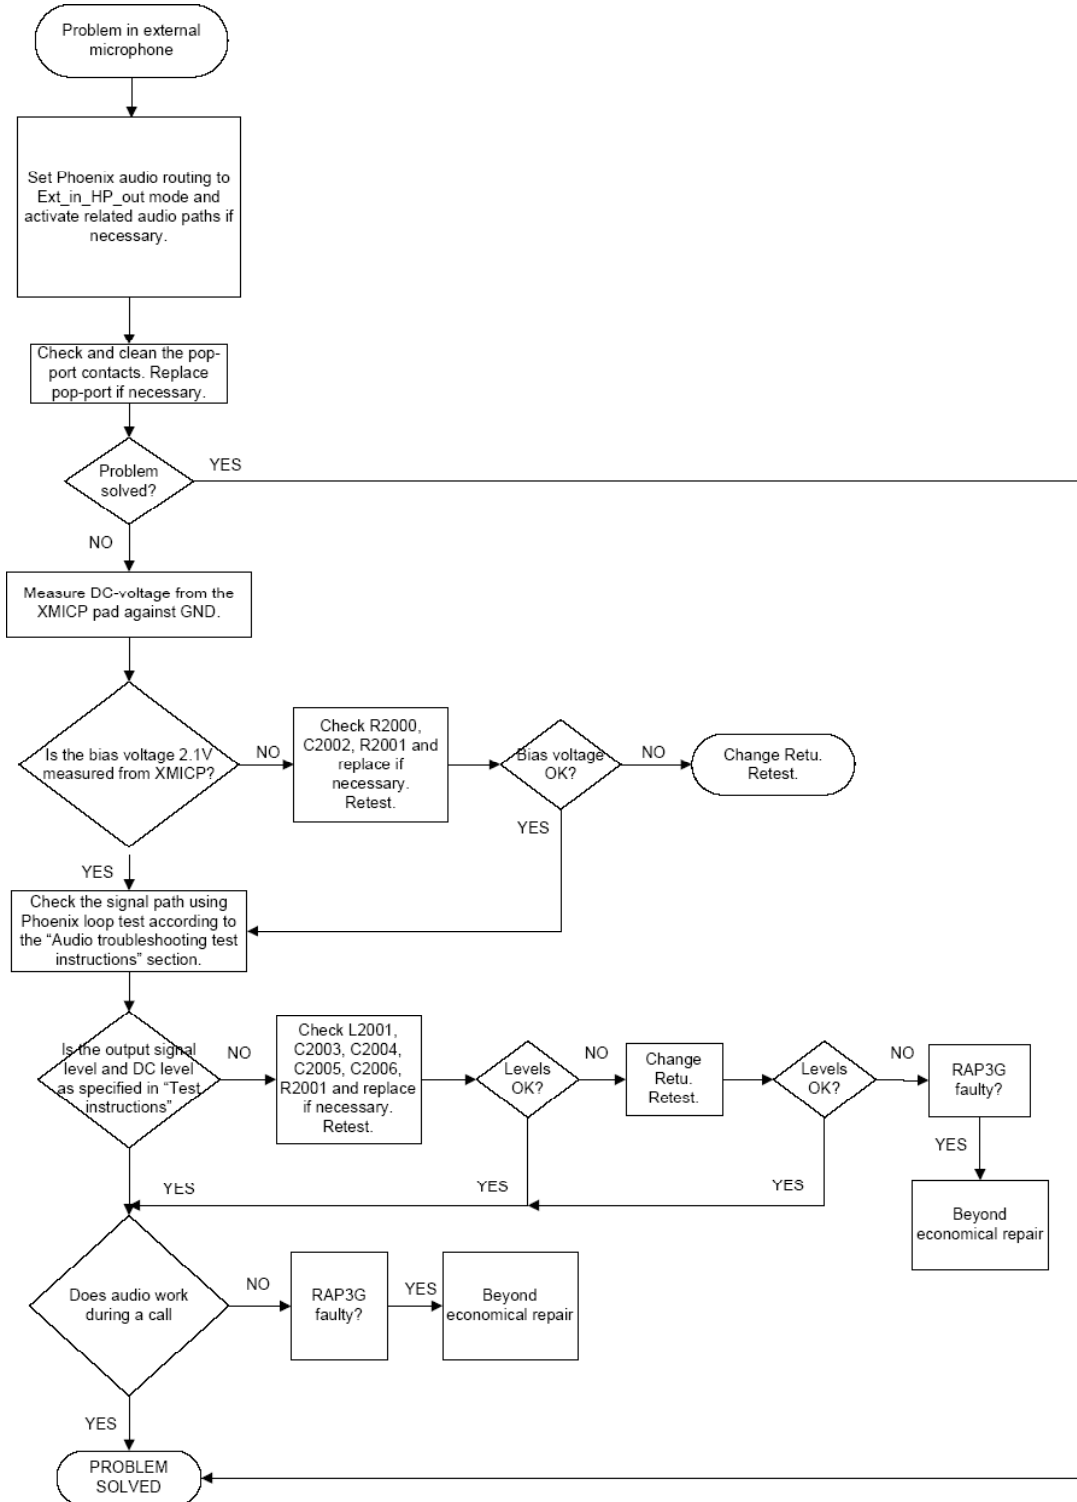 Problem in external
microphone
Set Phoenix audio routing to
Ext_in_HP_out mode and
activate related audio paths if
necessary.
Check and clean the pop-
port contacts. Replace
pop-port if necessary.
Problem
solved?
YES
NO
Measure DC-voltage from the
XMICP pad against GND.
Is the bias voltage 2.1V
measured from XMICP?
NO
Check R2000,
C2002, R2001 and
replace if
necessary.
Retest.
Bias voltage
OK?
NO
Change Retu.
Retest.
YES
YES
Check the signal path using
Phoenix loop test according to
the “Audio troubleshooting test
instructions” section.
Is the output signal
level and DC level
as specified in “Test
instructions”
NO
Check L2001,
C2003, C2004,
C2005, C2006,
R2001 and replace
if necessary.
Retest.
Levels
OK?
NO
Change
Retu.
Retest.
Levels
OK?
NO
RAP3G
faulty?
YES
Beyond
economical repair
YES
YES
YES
Does audio work
during a call
NO
RAP3G
faulty?
YES
Beyond
economical repair
YES
PROBLEM
SOLVED